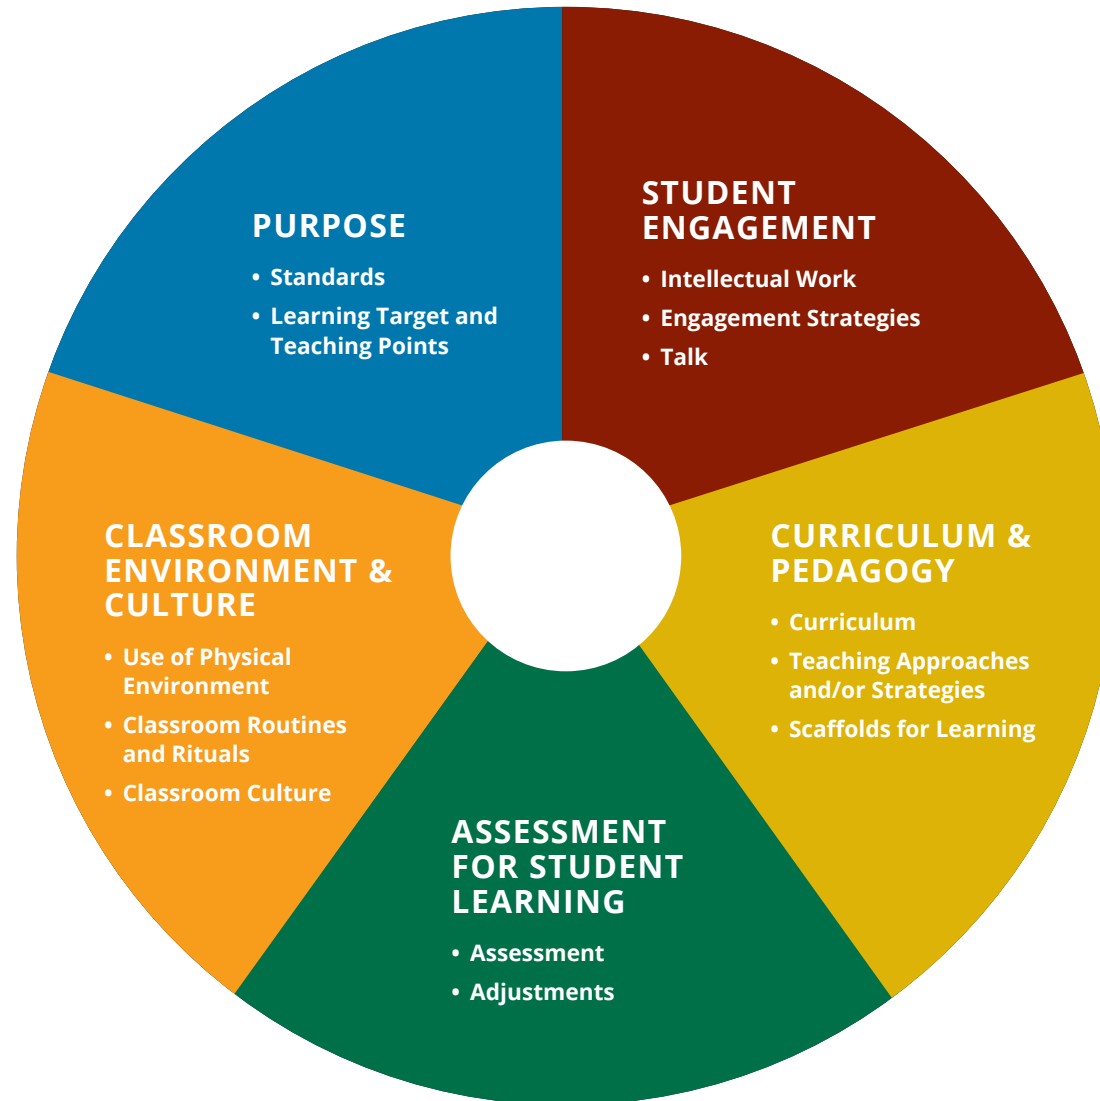 PURPOSE
• Standards
• Learning Target and
Teaching Points
STUDENT
ENGAGEMENT
• Intellectual Work
• Engagement Strategies
• Talk
CURRICULUM &
PEDAGOGY
• Curriculum
• Teaching Approaches
and/or Strategies
• Scaffolds for Learning
ASSESSMENT
FOR STUDENT
LEARNING
• Assessment
• Adjustments
CLASSROOM
ENVIRONMENT &
CULTURE
• Use of Physical
Environment
• Classroom Routines
and Rituals
• Classroom Culture